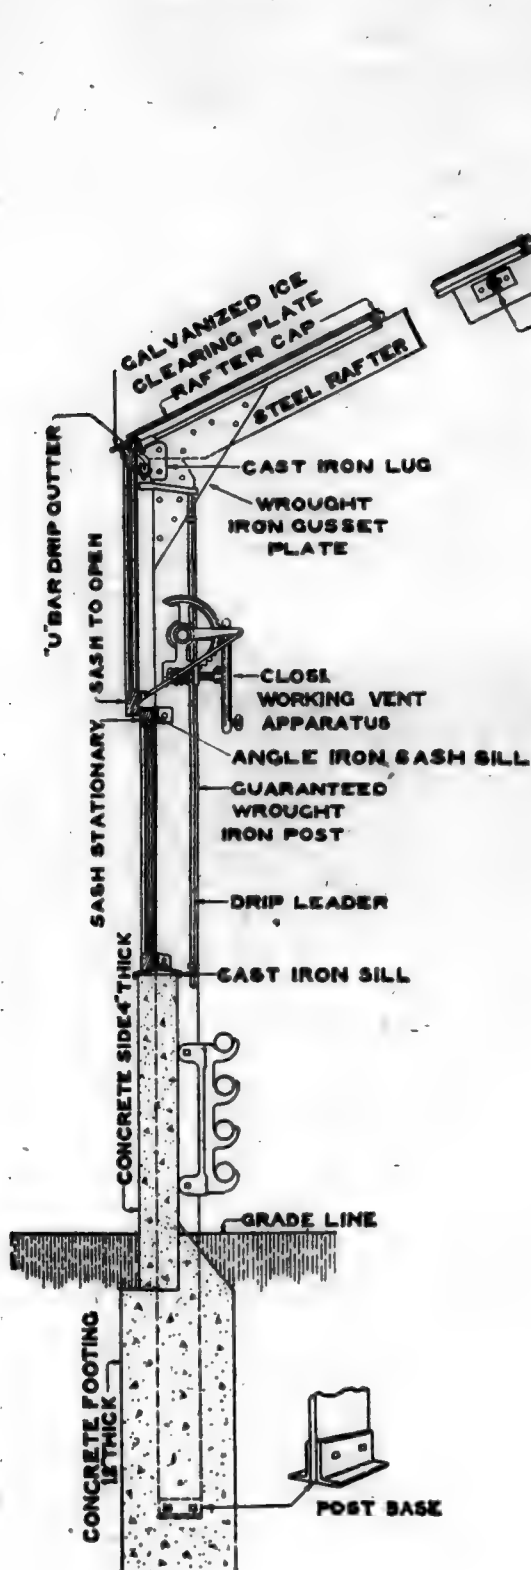 GALVANIZED ICE
CLEARING PLATE
RAFTER CAP
STEEL RAFTER
"U" BAR DRIP GUTTER
CAST IRON LUG
WROUGHT
IRON GUSSET
PLATE
SASH TO OPEN
CLOSE
WORKING VENT
APPARATUS
ANGLE IRON SASH SILL
SASH STATIONARY
GUARANTEED
WROUGHT
IRON POST
DRIP LEADER
CAST IRON SILL
CONCRETE SIDE 4" THICK
GRADE LINE
CONCRETE FOOTING
12" THICK
POST BASE